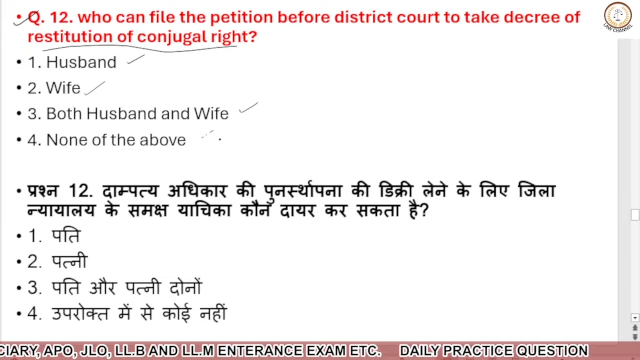 • Q. 12. who can file the petition before district court to take decree of
restitution of conjugal right?
• 1. Husband
• 2. Wife
• 3. Both Husband and Wife
• 4. None of the above
• प्रश्न 12. दाम्पत्य अधिकार की पुनर्स्थापना की डिक्री लेने के लिए जिला
न्यायालय के समक्ष याचिका कौन दायर कर सकता है?
• 1. पति
• 2. पत्नी
• 3. पति और पत्नी दोनों
• 4. उपरोक्त में से कोई नहीं
CIARY, APO, JLO, LL.B AND LL.M ENTERANCE EXAM ETC. DAILY PRACTICE QUESTION